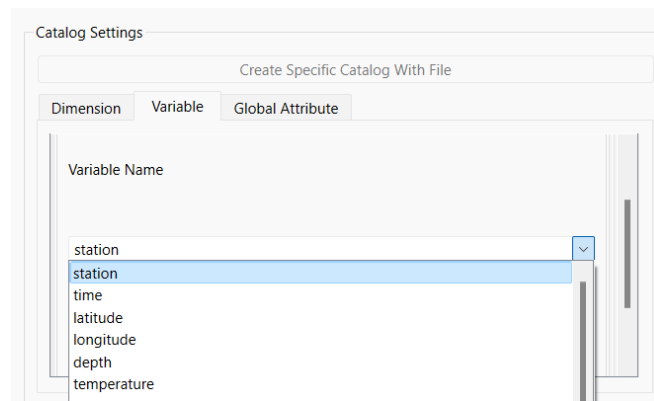 Catalog Settings
Create Specific Catalog With File
Dimension Variable Global Attribute
Variable Name
station
station
time
latitude
longitude
depth
temperature